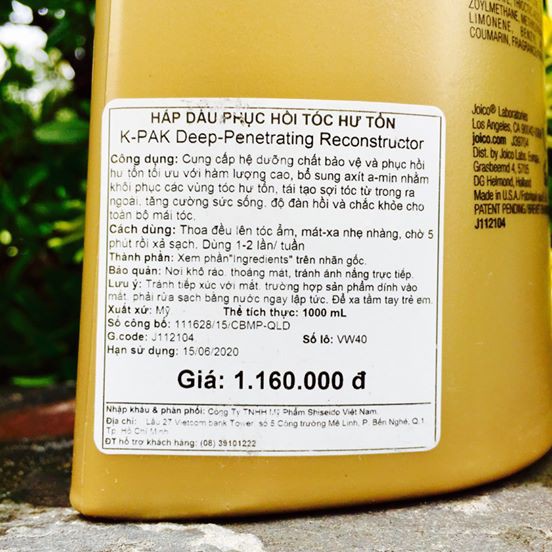 ZOYLMETHANE,
LIMONENE,
COUMARIN,
Joico® Laboratories
Los Angeles, CA
joico.com
Dist. by Joico Labs.
Grasbeemd 4, 5705
DG Helmond, Holland
Made in U.S.A./
PATENT PENDING/
J112104
HẤP DẦU PHỤC HỒI TÓC HƯ TỔN
K-PAK Deep-Penetrating Reconstructor
Công dụng: Cung cấp hệ dưỡng chất bảo vệ và phục hồi
hư tổn tối ưu với hàm lượng cao, bổ sung axít a-min nhằm
khôi phục các vùng tóc hư tổn, tái tạo sợi tóc từ trong ra
ngoài, tăng cường sức sống. độ đàn hồi và chắc khỏe cho
toàn bộ mái tóc.
Cách dùng: Thoa đều lên tóc ẩm, mát-xa nhẹ nhàng, chờ 5
phút rồi xả sạch. Dùng 1-2 lần/ tuần
Thành phần: Xem phần"Ingredients" trên nhãn gốc.
Bảo quản: Nơi khô ráo, thoáng mát, tránh ánh nắng trực tiếp.
Lưu ý: Tránh tiếp xúc với mắt. trường hợp sản phẩm dính vào
mắt. phải rửa sạch bằng nước ngay lập tức. Để xa tầm tay trẻ em.
Xuất xứ: Mỹ Thể tích thực: 1000 mL
Số công bố: 111628/15/CBMP-QLD
G.code: J112104 Số lô: VW40
Hạn sử dụng: 15/06/2020
Giá: 1.160.000 đ
Nhập khẩu & phân phối: Công Ty TNHH Mỹ Phẩm Shiseido Việt Nam.
Địa chỉ: Lầu 27 Vietcom bank Tower, số 5 Công trường Mê Linh, P. Bến Nghé, Q.1
Tp. Hồ Chí Minh
ĐT hỗ trợ khách hàng: (08) 39101222